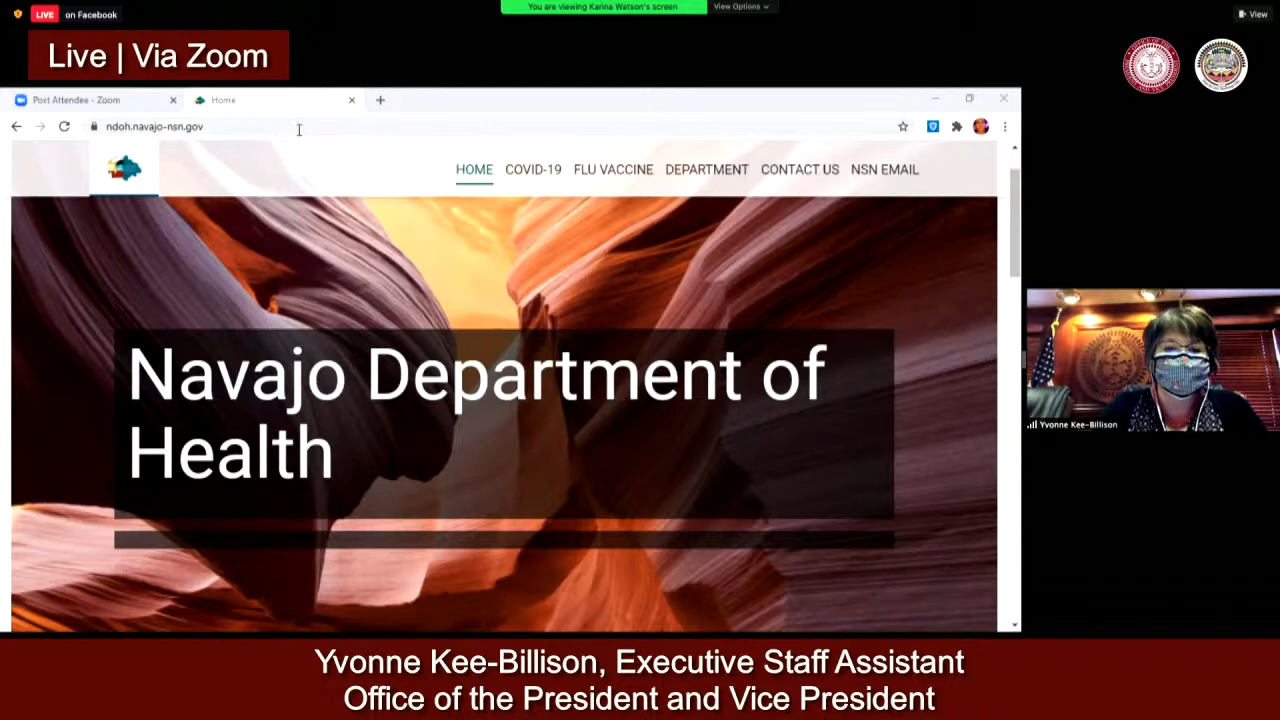 LIVE on Facebook
You are viewing Karina Watson's screen
View Options
View
Live | Via Zoom
Post Attendee - Zoom
Home
ndoh.navajo-nsn.gov
HOME COVID-19 FLU VACCINE DEPARTMENT CONTACT US NSN EMAIL
Navajo Department of
Health
Yvonne Kee-Billison
Yvonne Kee-Billison, Executive Staff Assistant
Office of the President and Vice President